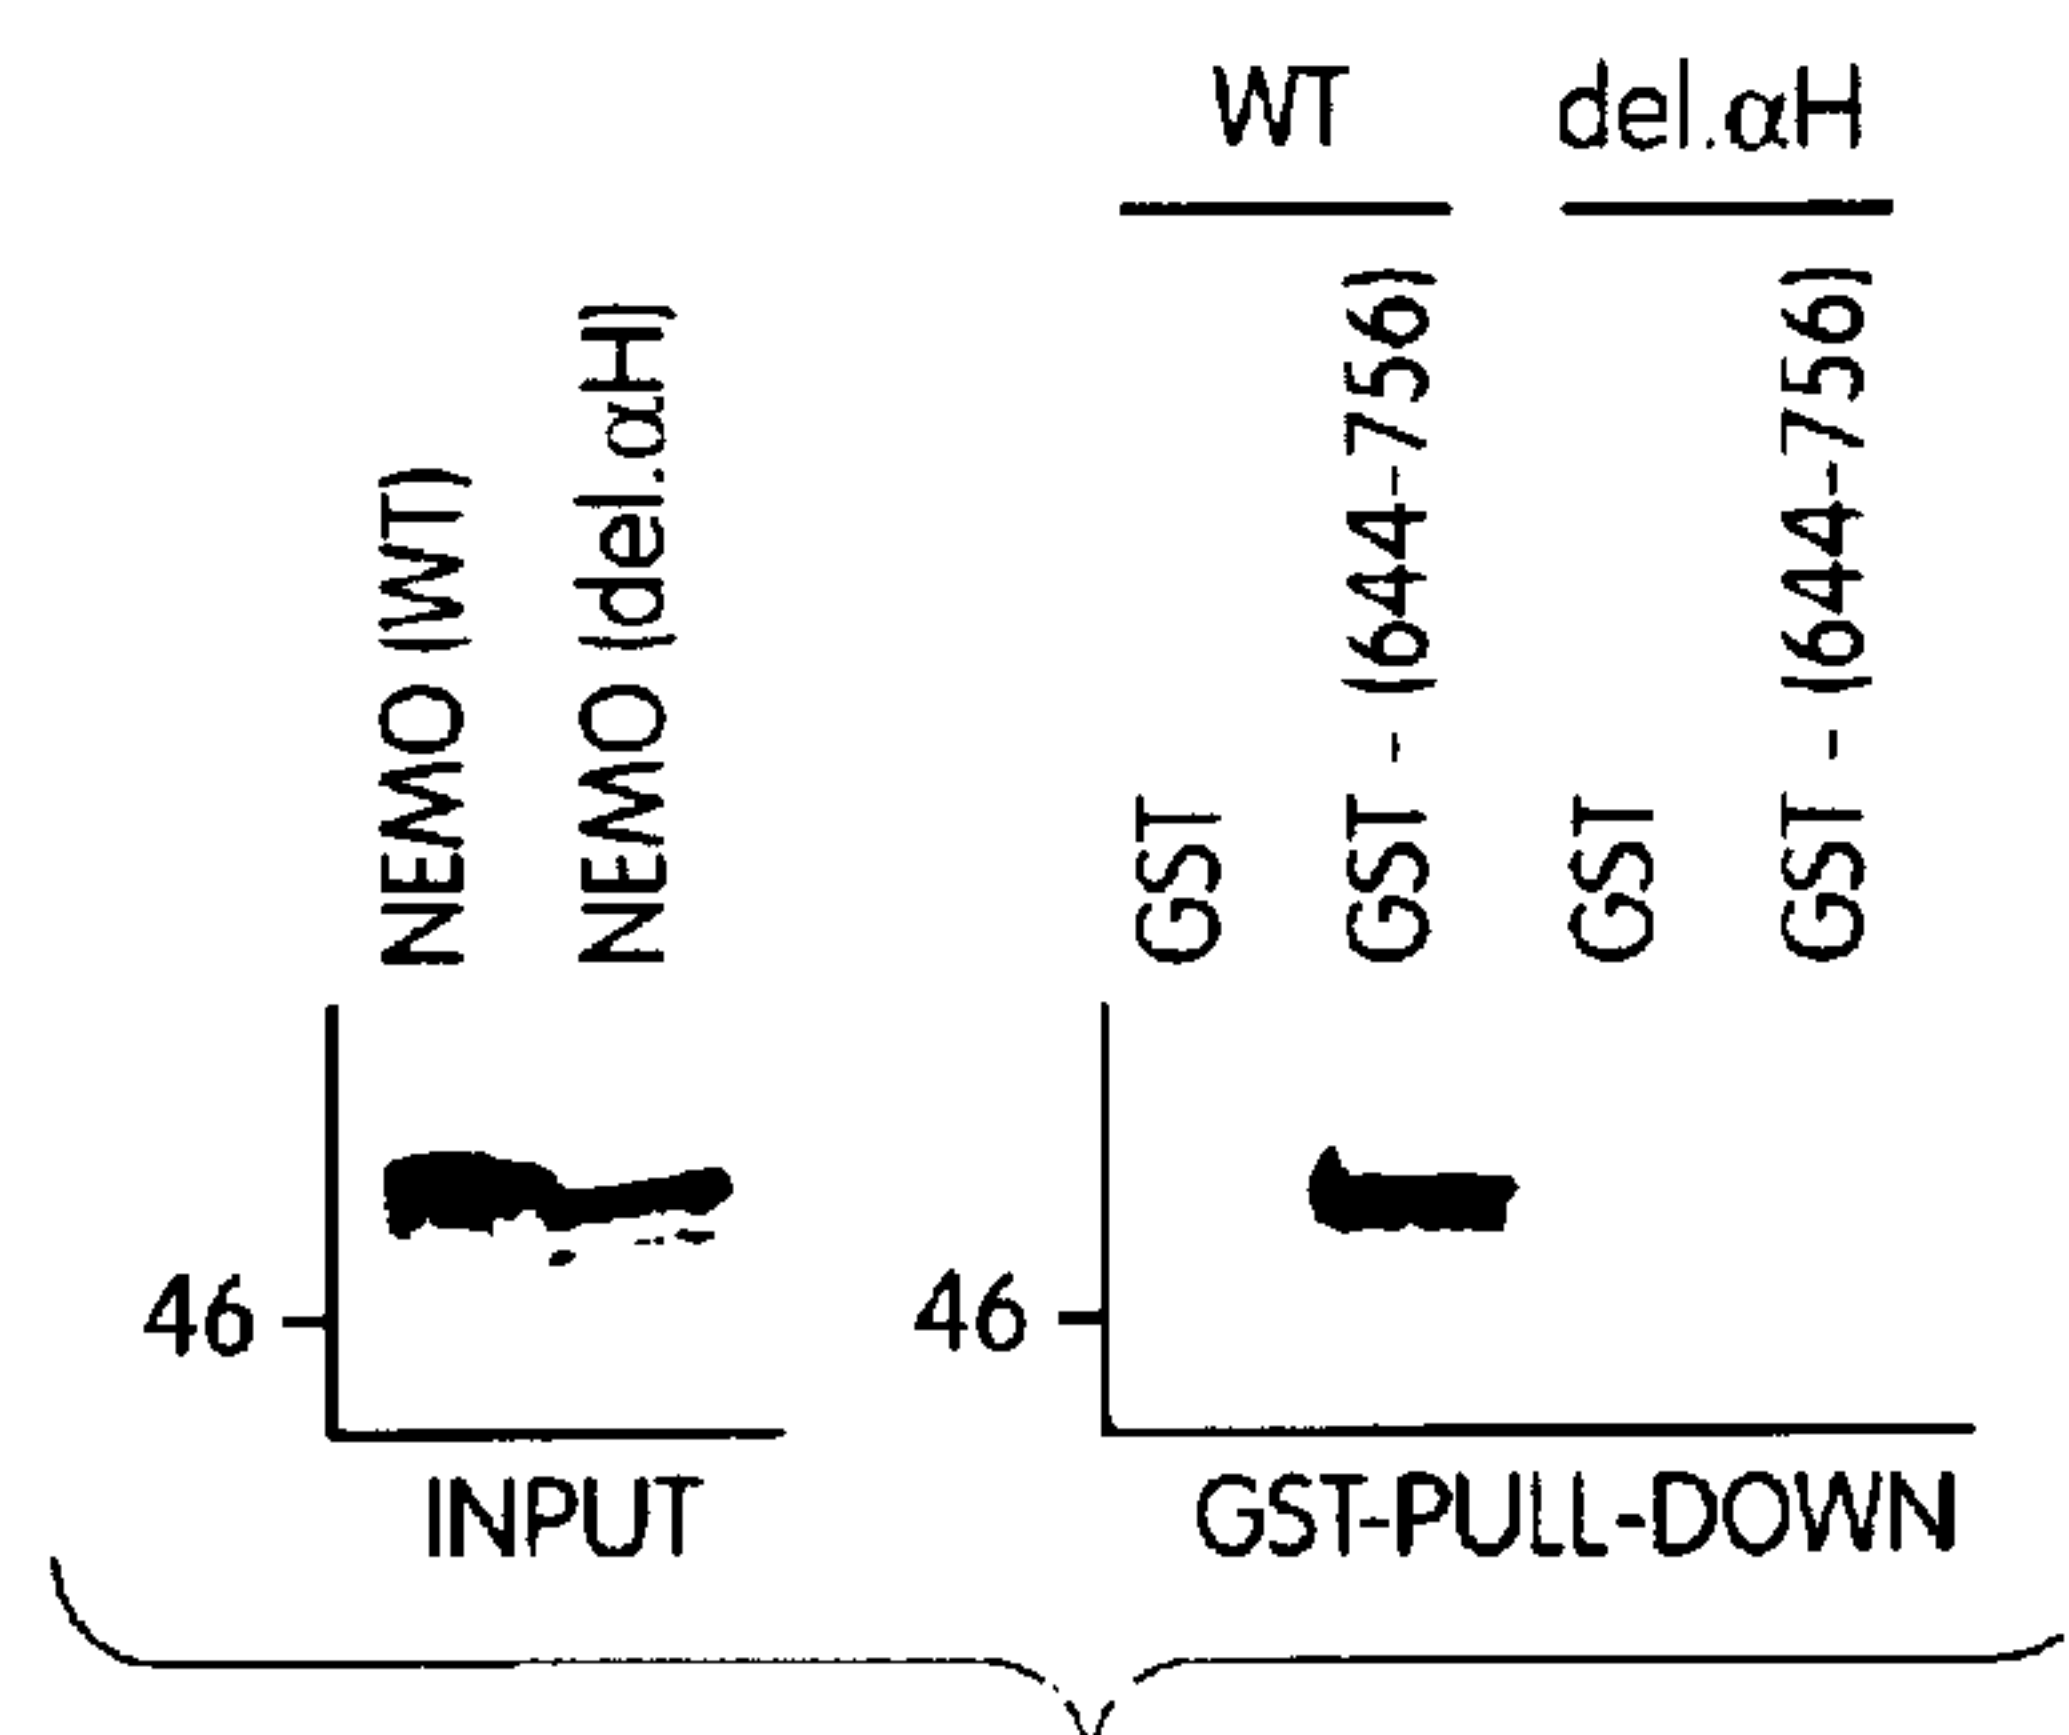 WT
del.αH
NEMO (WT)
NEMO (del.αH)
GST
GST - (644-756)
GST
GST - (644-756)
46
46
INPUT
GST-PULL-DOWN